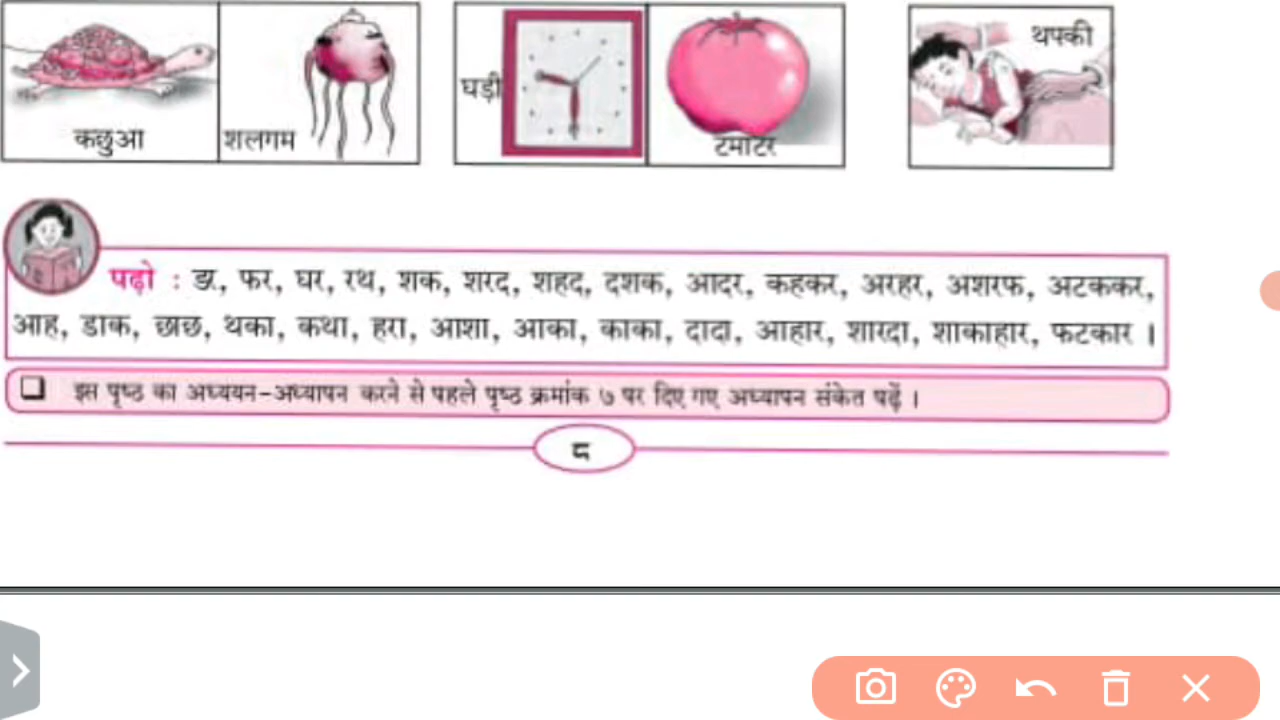 कछुआ
शलगम
घड़ी
टमाटर
थपकी
पढ़ो : डर, फर, घर, रथ, शक, शरद, शहद, दशक, आदर, कहकर, अरहर, अशरफ, अटककर,
आह, डाक, छाछ, थका, कथा, हरा, आशा, आका, काका, दादा, आहार, शारदा, शाकाहार, फटकार ।
इस पृष्ठ का अध्ययन-अध्यापन करने से पहले पृष्ठ क्रमांक ७ पर दिए गए अध्यापन संकेत पढ़ें ।
८